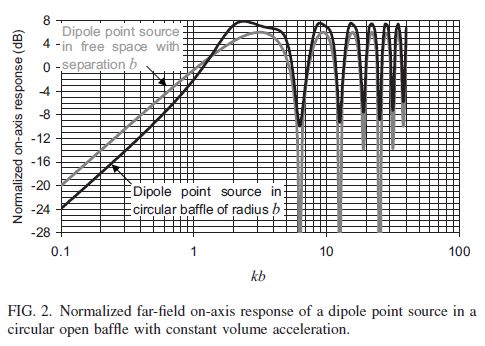 Normalized on-axis response (dB)
8
4
0
-4
-8
-12
-16
-20
-24
-28
Dipole point source
in free space with
separation b
Dipole point source in
circular baffle of radius b
0.1
1
10
100
kb
FIG. 2. Normalized far-field on-axis response of a dipole point source in a
circular open baffle with constant volume acceleration.